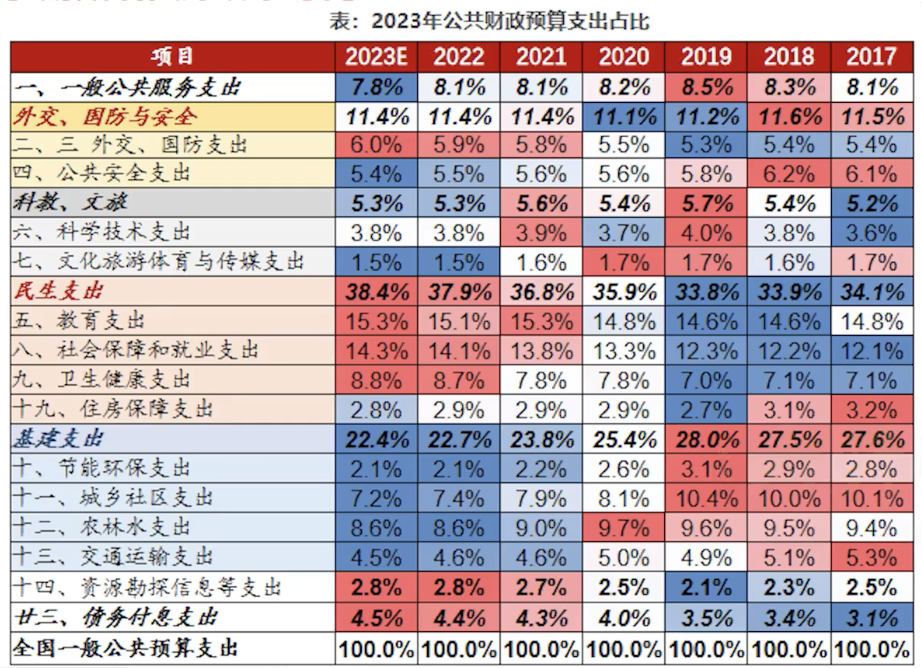 表：2023年公共财政预算支出占比
项目 2023E 2022 2021 2020 2019 2018 2017
一、一般公共服务支出 7.8% 8.1% 8.1% 8.2% 8.5% 8.3% 8.1%
外交、国防与安全 11.4% 11.4% 11.4% 11.1% 11.2% 11.6% 11.5%
二、三 外交、国防支出 6.0% 5.9% 5.8% 5.5% 5.3% 5.4% 5.4%
四、公共安全支出 5.4% 5.5% 5.6% 5.6% 5.8% 6.2% 6.1%
科教、文旅 5.3% 5.3% 5.6% 5.4% 5.7% 5.4% 5.2%
六、科学技术支出 3.8% 3.8% 3.9% 3.7% 4.0% 3.8% 3.6%
七、文化旅游体育与传媒支出 1.5% 1.5% 1.6% 1.7% 1.7% 1.6% 1.7%
民生支出 38.4% 37.9% 36.8% 35.9% 33.8% 33.9% 34.1%
五、教育支出 15.3% 15.1% 15.3% 14.8% 14.6% 14.6% 14.8%
八、社会保障和就业支出 14.3% 14.1% 13.8% 13.3% 12.3% 12.2% 12.1%
九、卫生健康支出 8.8% 8.7% 7.8% 7.8% 7.0% 7.1% 7.1%
十九、住房保障支出 2.8% 2.9% 2.9% 2.9% 2.7% 3.1% 3.2%
基建支出 22.4% 22.7% 23.8% 25.4% 28.0% 27.5% 27.6%
十、节能环保支出 2.1% 2.1% 2.2% 2.6% 3.1% 2.9% 2.8%
十一、城乡社区支出 7.2% 7.4% 7.9% 8.1% 10.4% 10.0% 10.1%
十二、农林水支出 8.6% 8.6% 9.0% 9.7% 9.6% 9.5% 9.4%
十三、交通运输支出 4.5% 4.6% 4.6% 5.0% 4.9% 5.1% 5.3%
十四、资源勘探信息等支出 2.8% 2.8% 2.7% 2.5% 2.1% 2.3% 2.5%
廿三、债务付息支出 4.5% 4.4% 4.3% 4.0% 3.5% 3.4% 3.1%
全国一般公共预算支出 100.0% 100.0% 100.0% 100.0% 100.0% 100.0% 100.0%